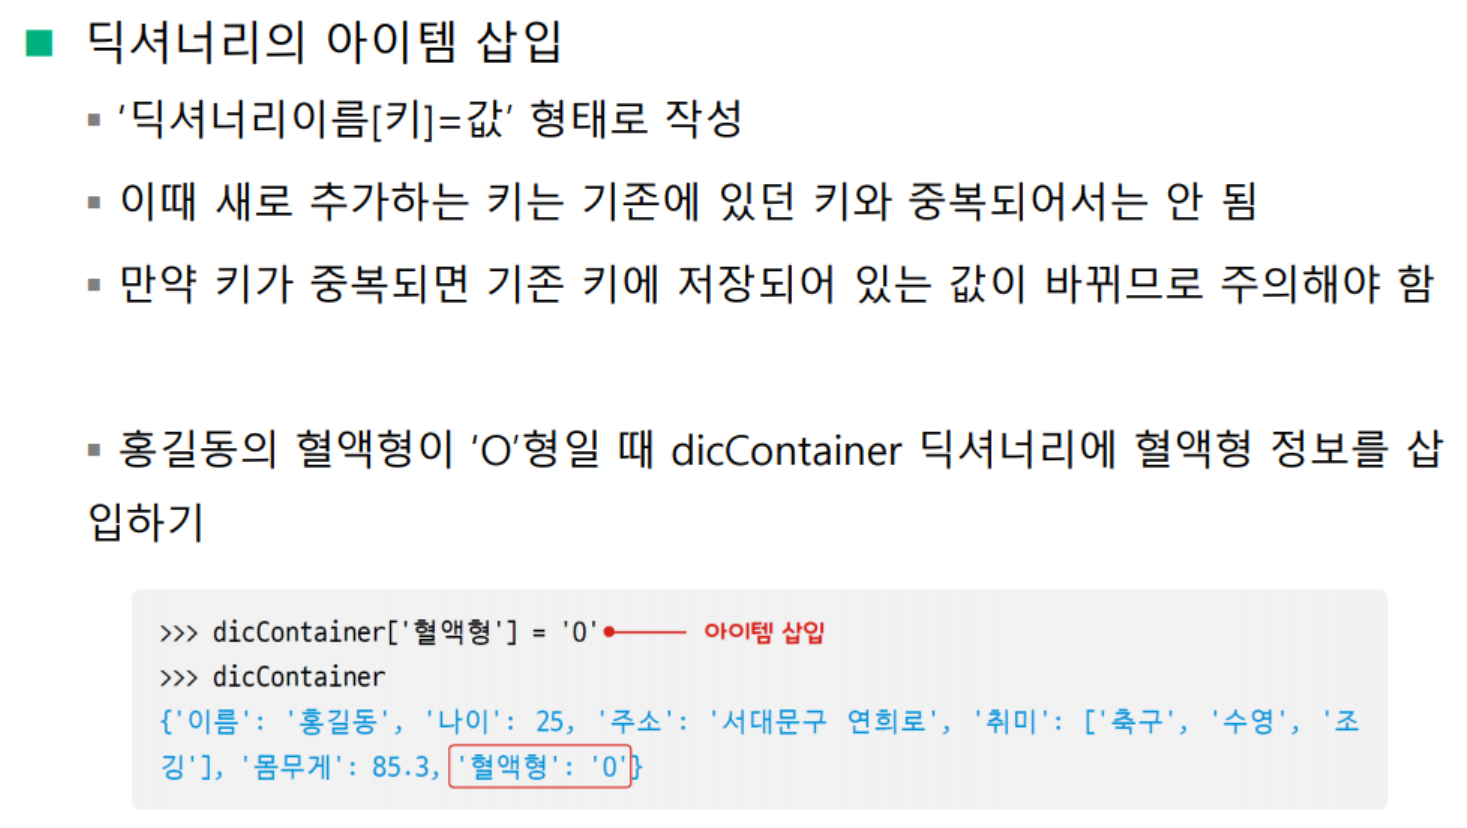 딕셔너리의 아이템 삽입
‘딕셔너리이름[키]=값’ 형태로 작성
이때 새로 추가하는 키는 기존에 있던 키와 중복되어서는 안 됨
만약 키가 중복되면 기존 키에 저장되어 있는 값이 바뀌므로 주의해야 함
홍길동의 혈액형이 ‘O’형일 때 dicContainer 딕셔너리에 혈액형 정보를 삽
입하기
>>> dicContainer['혈액형'] = 'O' 아이템 삽입
>>> dicContainer
{'이름': '홍길동', '나이': 25, '주소': '서대문구 연희로', '취미': ['축구', '수영', '조
깅'], '몸무게': 85.3, '혈액형': 'O'}